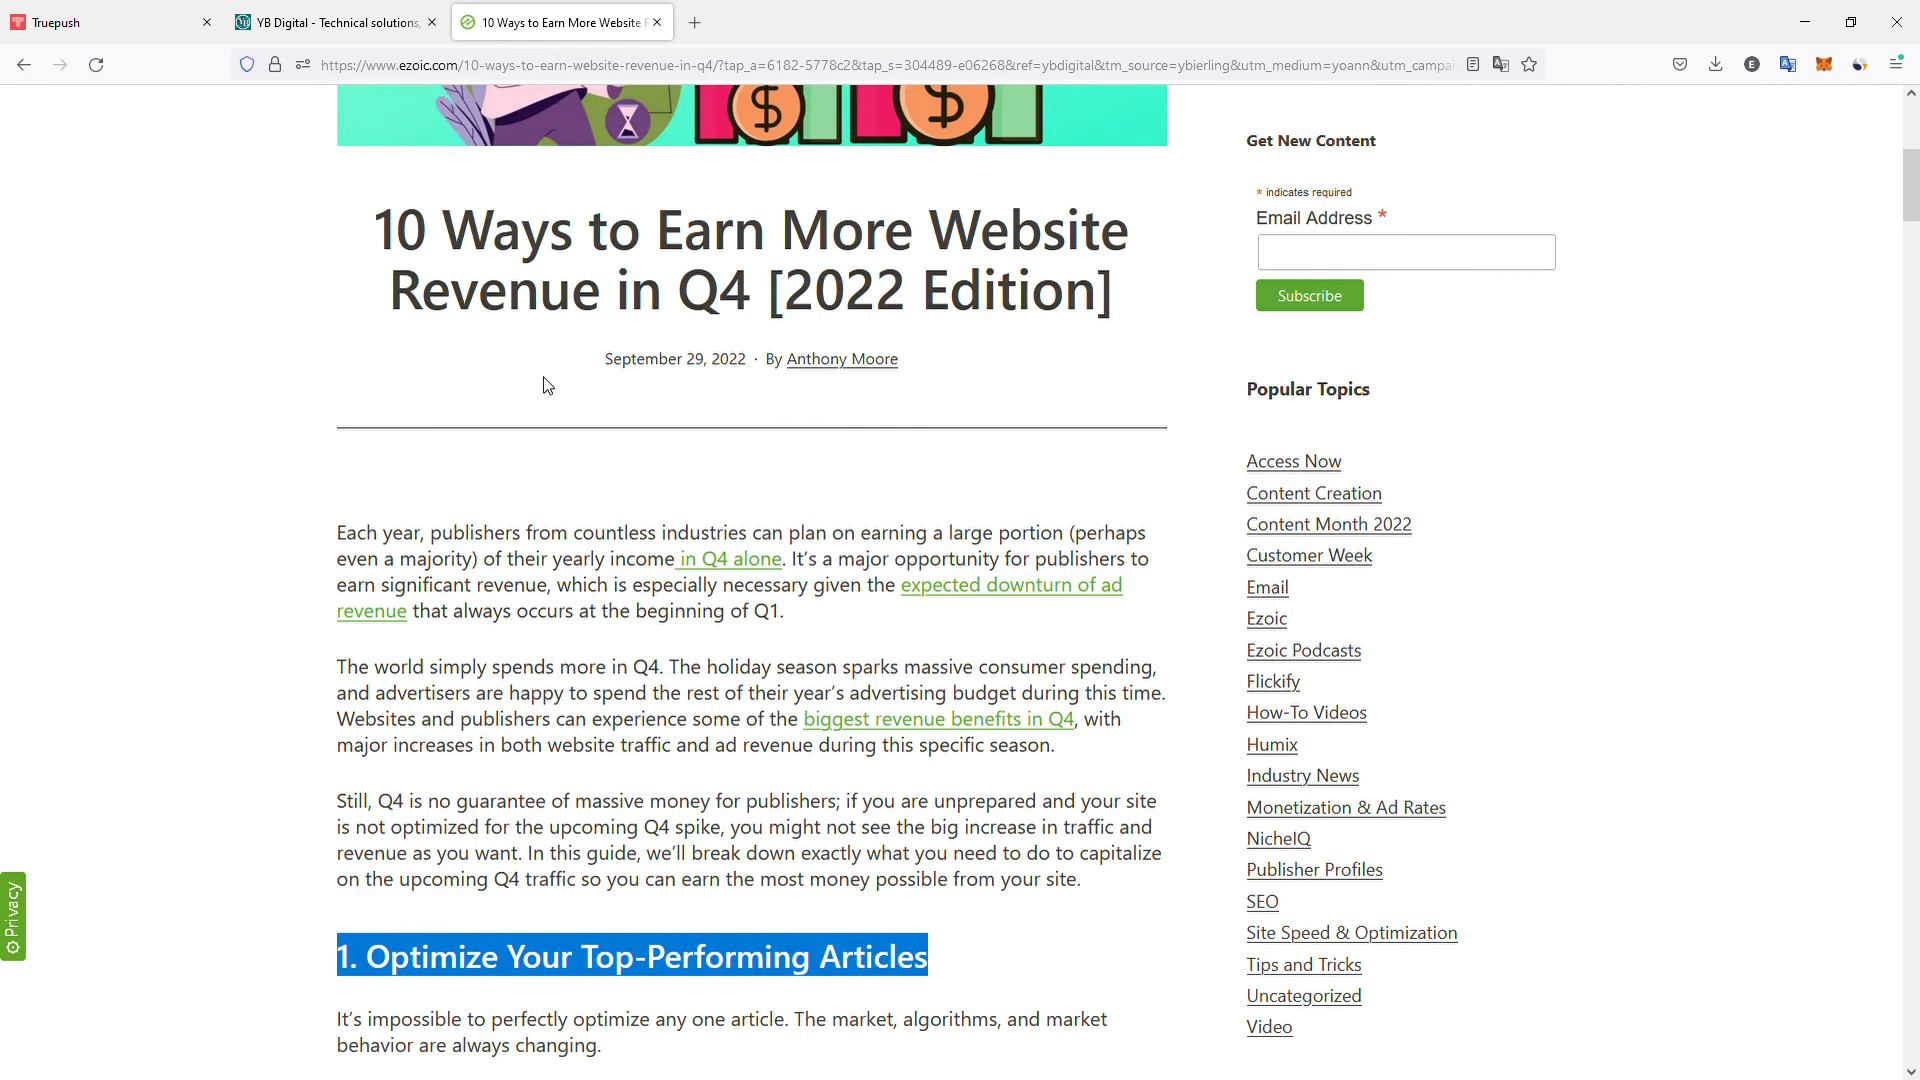 Truepush
YB Digital - Technical solutions,
10 Ways to Earn More Website R
https://www.ezoic.com/10-ways-to-earn-website-revenue-in-q4/?tap_a=6182-5778c2&tap_s=304489-e06268&ref=ybdigital&tm_source=ybierling&utm_medium=yoann&utm_campai
Get New Content
* indicates required
Email Address *
Subscribe
10 Ways to Earn More Website
Revenue in Q4 [2022 Edition]
September 29, 2022 · By Anthony Moore
Each year, publishers from countless industries can plan on earning a large portion (perhaps
even a majority) of their yearly income in Q4 alone. It’s a major opportunity for publishers to
earn significant revenue, which is especially necessary given the expected downturn of ad
revenue that always occurs at the beginning of Q1.
The world simply spends more in Q4. The holiday season sparks massive consumer spending,
and advertisers are happy to spend the rest of their year’s advertising budget during this time.
Websites and publishers can experience some of the biggest revenue benefits in Q4, with
major increases in both website traffic and ad revenue during this specific season.
Still, Q4 is no guarantee of massive money for publishers; if you are unprepared and your site
is not optimized for the upcoming Q4 spike, you might not see the big increase in traffic and
revenue as you want. In this guide, we’ll break down exactly what you need to do to capitalize
on the upcoming Q4 traffic so you can earn the most money possible from your site.
1. Optimize Your Top-Performing Articles
It’s impossible to perfectly optimize any one article. The market, algorithms, and market
behavior are always changing.
Popular Topics
Access Now
Content Creation
Content Month 2022
Customer Week
Email
Ezoic
Ezoic Podcasts
Flickify
How-To Videos
Humix
Industry News
Monetization & Ad Rates
NicheIQ
Publisher Profiles
SEO
Site Speed & Optimization
Tips and Tricks
Uncategorized
Video
Privacy